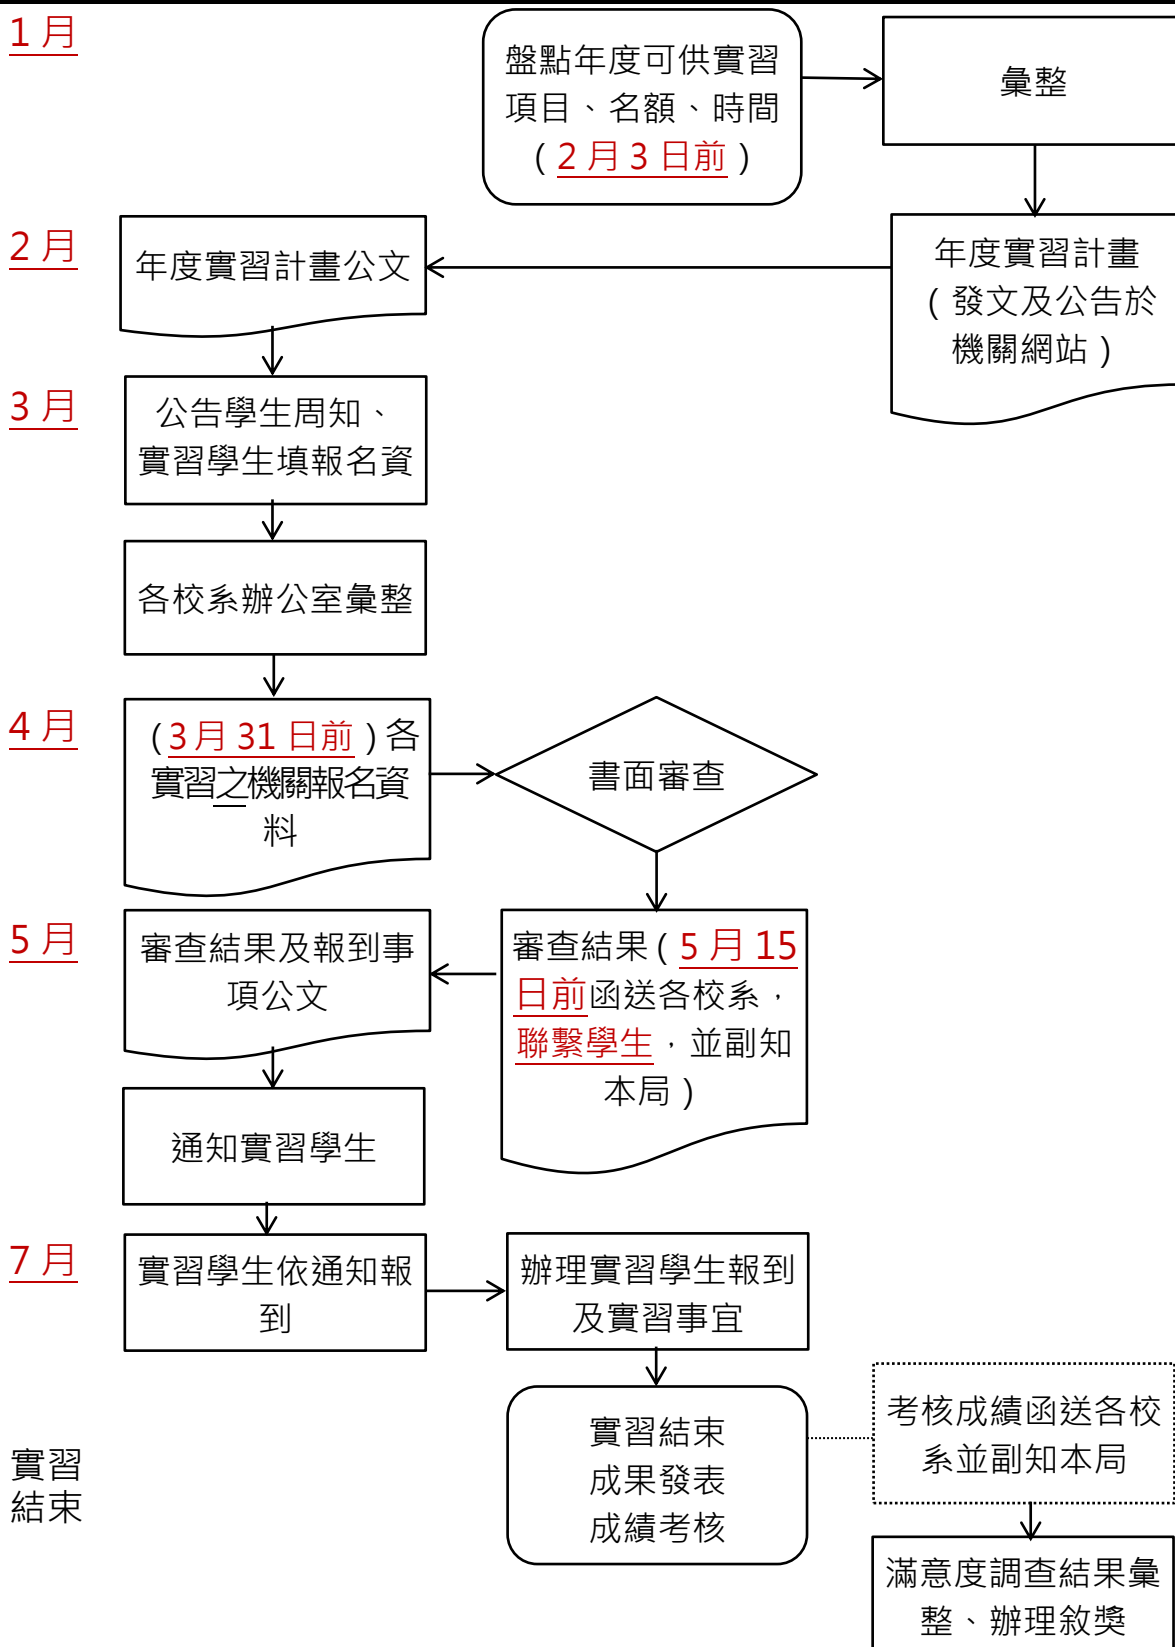 1 月
盤點年度可供實習
項目、名額、時間
（2 月 3 日前）
彙整
2 月
年度實習計畫公文
年度實習計畫
（發文及公告於
機關網站）
3 月
公告學生周知、
實習學生填報名資
各校系辦公室彙整
4 月
（3 月 31 日前）各
實習之機關報名資
料
書面審查
5 月
審查結果及報到事
項公文
審查結果（5 月 15
日前函送各校系，
聯繫學生，並副知
本局）
通知實習學生
7 月
實習學生依通知報
到
辦理實習學生報到
及實習事宜
實習
結束
實習結束
成果發表
成績考核
考核成績函送各校
系並副知本局
滿意度調查結果彙
整、辦理敘獎